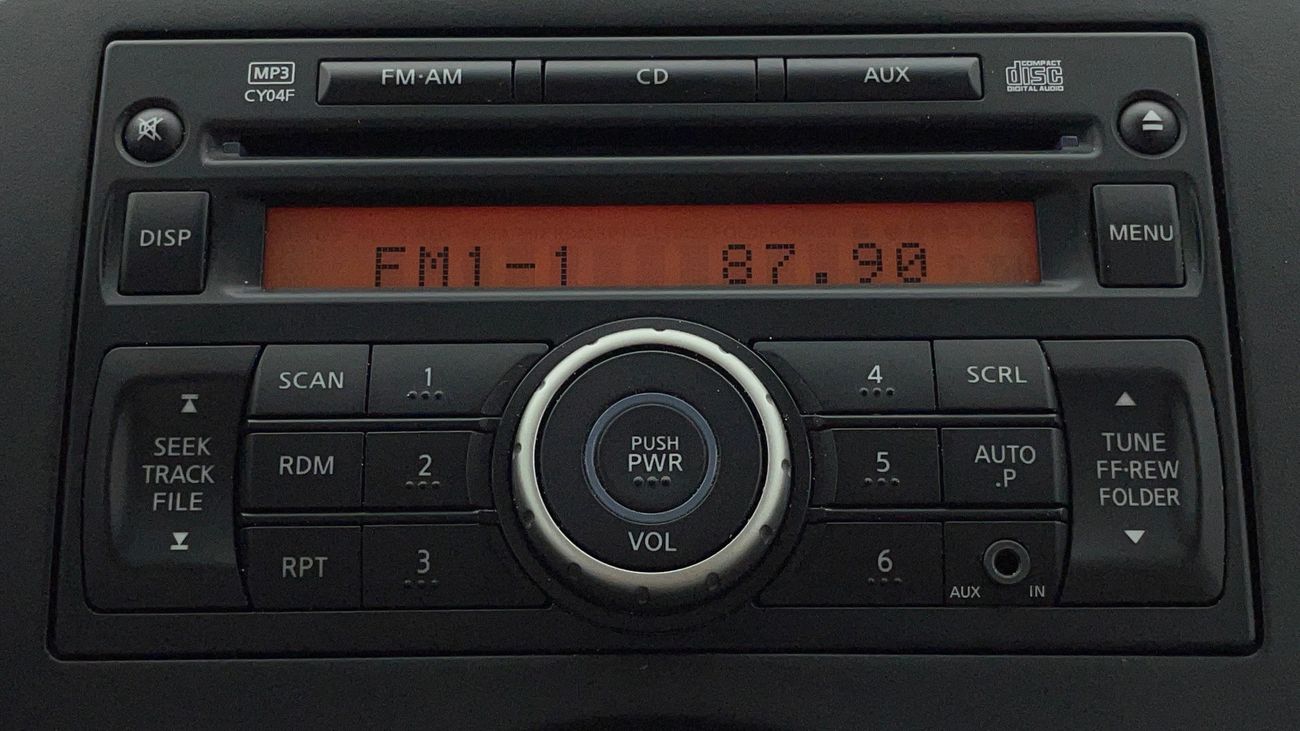 MP3
CY04F
FM·AM
CD
AUX
COMPACT
disc
DIGITAL AUDIO
DISP
FM1-1 87.90
MENU
SEEK
TRACK
FILE
SCAN
1
RDM
2
RPT
3
PUSH
PWR
VOL
4
SCRL
5
AUTO
.P
6
AUX IN
TUNE
FF·REW
FOLDER